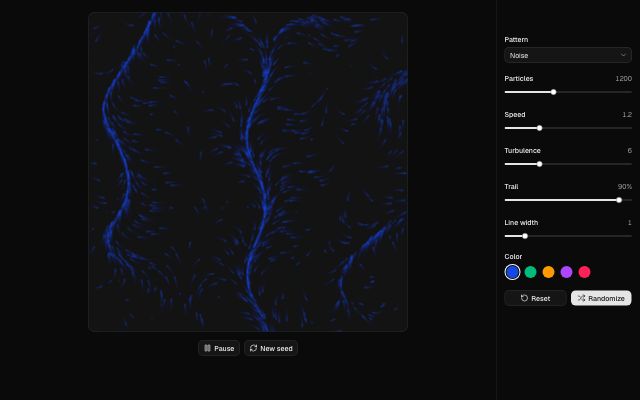 Pattern
Noise
Particles 1200
Speed 1.2
Turbulence 6
Trail 90%
Line width 1
Color
Reset Randomize
Pause New seed